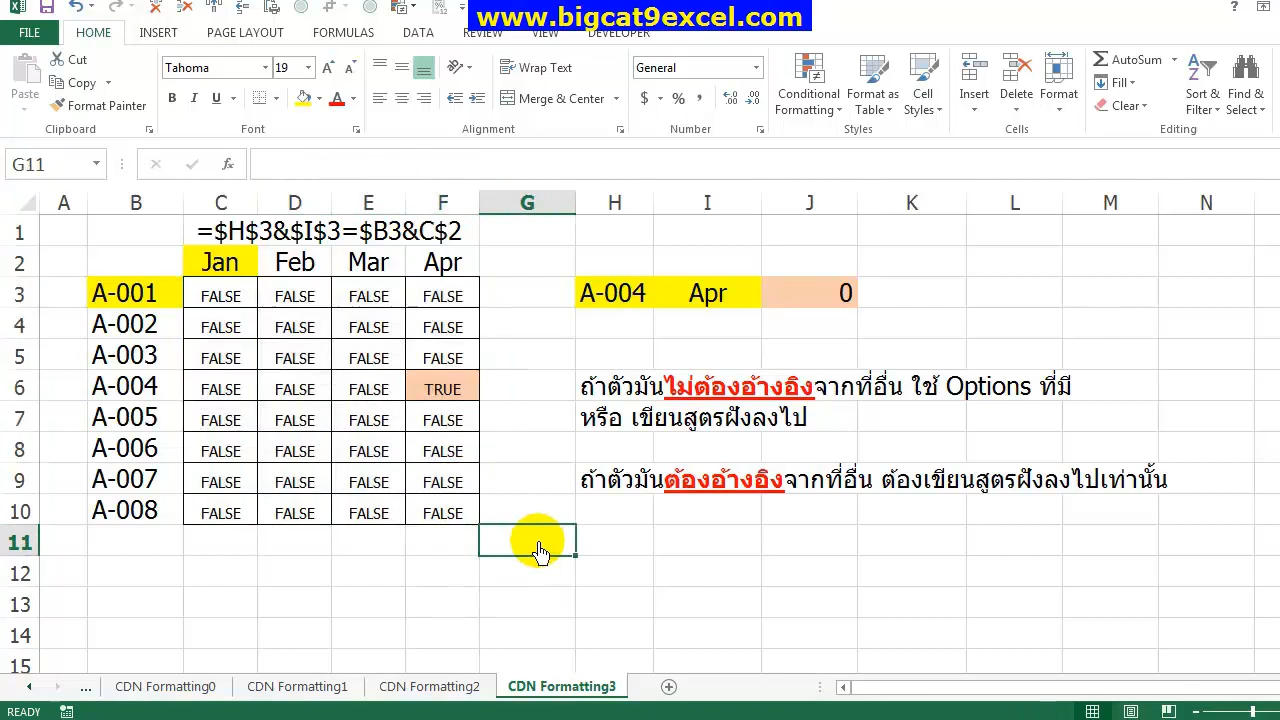 www.bigcat9excel.com
FILE HOME INSERT PAGE LAYOUT FORMULAS DATA REVIEW VIEW DEVELOPER
Paste Cut Copy Format Painter
Tahoma 19
B I U
Wrap Text
Merge & Center
General
$ % ,
Conditional Formatting Format as Table Cell Styles
Insert Delete Format
AutoSum Fill Clear
Sort & Filter Find & Select
Clipboard Font Alignment Number Styles Cells Editing
G11 fx
A B C D E F G H I J K L M N
1 =$H$3&$I$3=$B3&C$2
2 Jan Feb Mar Apr
3 A-001 FALSE FALSE FALSE FALSE A-004 Apr 0
4 A-002 FALSE FALSE FALSE FALSE
5 A-003 FALSE FALSE FALSE FALSE
6 A-004 FALSE FALSE FALSE TRUE ถ้าตัวมันไม่ต้องอ้างอิงจากที่อื่น ใช้ Options ที่มี
7 A-005 FALSE FALSE FALSE FALSE หรือ เขียนสูตรฝังลงไป
8 A-006 FALSE FALSE FALSE FALSE
9 A-007 FALSE FALSE FALSE FALSE ถ้าตัวมันต้องอ้างอิงจากที่อื่น ต้องเขียนสูตรฝังลงไปเท่านั้น
10 A-008 FALSE FALSE FALSE FALSE
11
12
13
14
15
... CDN Formatting0 CDN Formatting1 CDN Formatting2 CDN Formatting3
READY